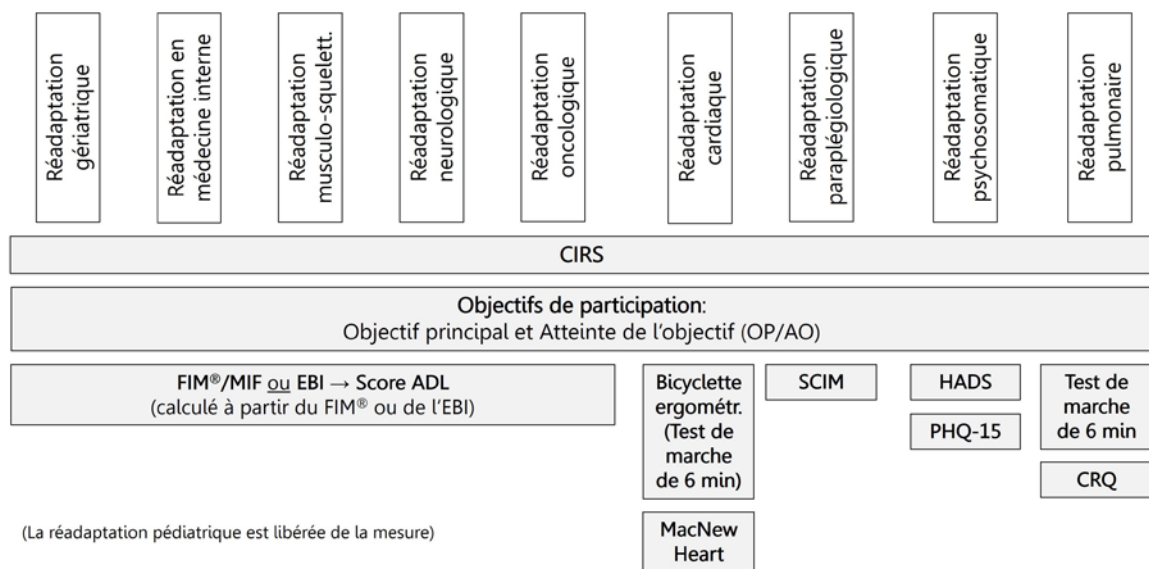 Réadaptation
gériatrique
Réadaptation en
médecine interne
Réadaptation
musculo-squelett.
Réadaptation
neurologique
Réadaptation
oncologique
Réadaptation
cardiaque
Réadaptation
paraplégiologique
Réadaptation
psychosomatique
Réadaptation
pulmonaire
CIRS
Objectifs de participation:
Objectif principal et Atteinte de l'objectif (OP/AO)
FIM®/MIF ou EBI → Score ADL
(calculé à partir du FIM® ou de l'EBI)
Bicyclette
ergométr.
(Test de
marche
de 6 min)
MacNew
Heart
SCIM
HADS
PHQ-15
Test de
marche
de 6 min
CRQ
(La réadaptation pédiatrique est libérée de la mesure)